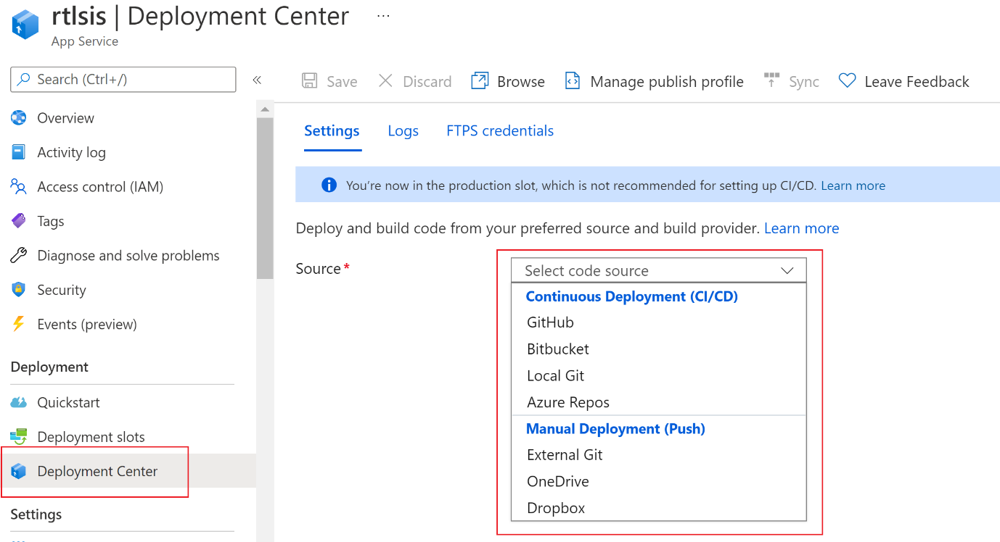 rtlsis | Deployment Center ...
App Service
Search (Ctrl+/) «
Overview
Activity log
Access control (IAM)
Tags
Diagnose and solve problems
Security
Events (preview)
Deployment
Quickstart
Deployment slots
Deployment Center
Settings
Save Discard Browse Manage publish profile Sync Leave Feedback
Settings Logs FTPS credentials
You're now in the production slot, which is not recommended for setting up CI/CD. Learn more
Deploy and build code from your preferred source and build provider. Learn more
Source* Select code source
Continuous Deployment (CI/CD)
GitHub
Bitbucket
Local Git
Azure Repos
Manual Deployment (Push)
External Git
OneDrive
Dropbox